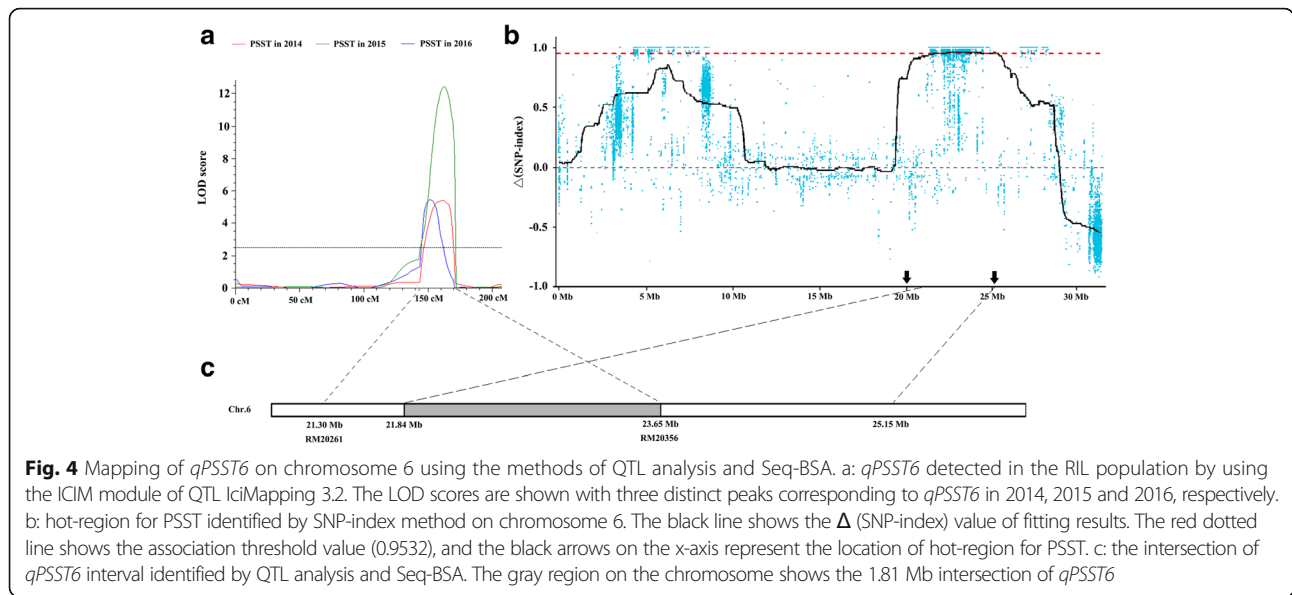 a
PSST in 2014 PSST in 2015 PSST in 2016
LOD score
12
10
8
6
4
2
0
0 cM 50 cM 100 cM 150 cM 200 cM
b
△(SNP-index)
1.0
0.5
0.0
-0.5
-1.0
0 Mb 5 Mb 10 Mb 15 Mb 20 Mb 25 Mb 30 Mb
c
Chr.6
21.30 Mb 21.84 Mb 23.65 Mb 25.15 Mb
RM20261 RM20356
Fig. 4 Mapping of qPSST6 on chromosome 6 using the methods of QTL analysis and Seq-BSA. a: qPSST6 detected in the RIL population by using
the ICIM module of QTL IciMapping 3.2. The LOD scores are shown with three distinct peaks corresponding to qPSST6 in 2014, 2015 and 2016, respectively.
b: hot-region for PSST identified by SNP-index method on chromosome 6. The black line shows the Δ (SNP-index) value of fitting results. The red dotted
line shows the association threshold value (0.9532), and the black arrows on the x-axis represent the location of hot-region for PSST. c: the intersection of
qPSST6 interval identified by QTL analysis and Seq-BSA. The gray region on the chromosome shows the 1.81 Mb intersection of qPSST6